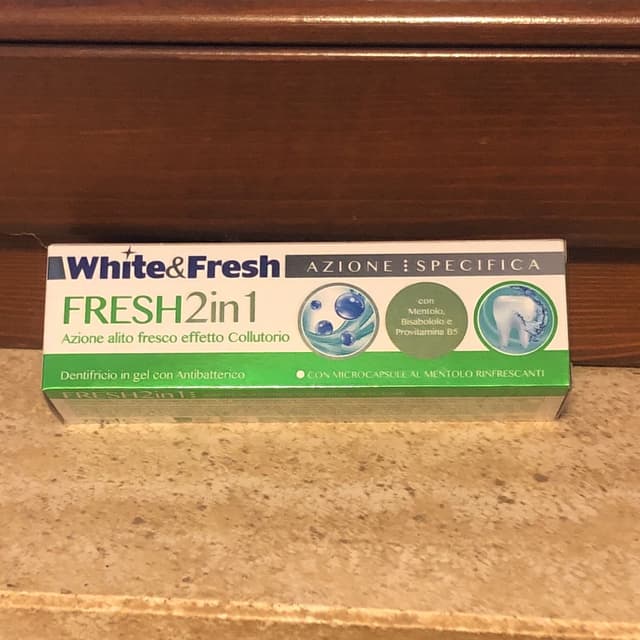 White&Fresh
AZIONE SPECIFICA
FRESH2in1
Azione alito fresco effetto Collutorio
con
Mentolo,
Bisabololo e
Provitamina B5
Dentifricio in gel con Antibatterico
CON MICROCAPSULE AL MENTOLO RINFRESCANTI
FRESH2in1